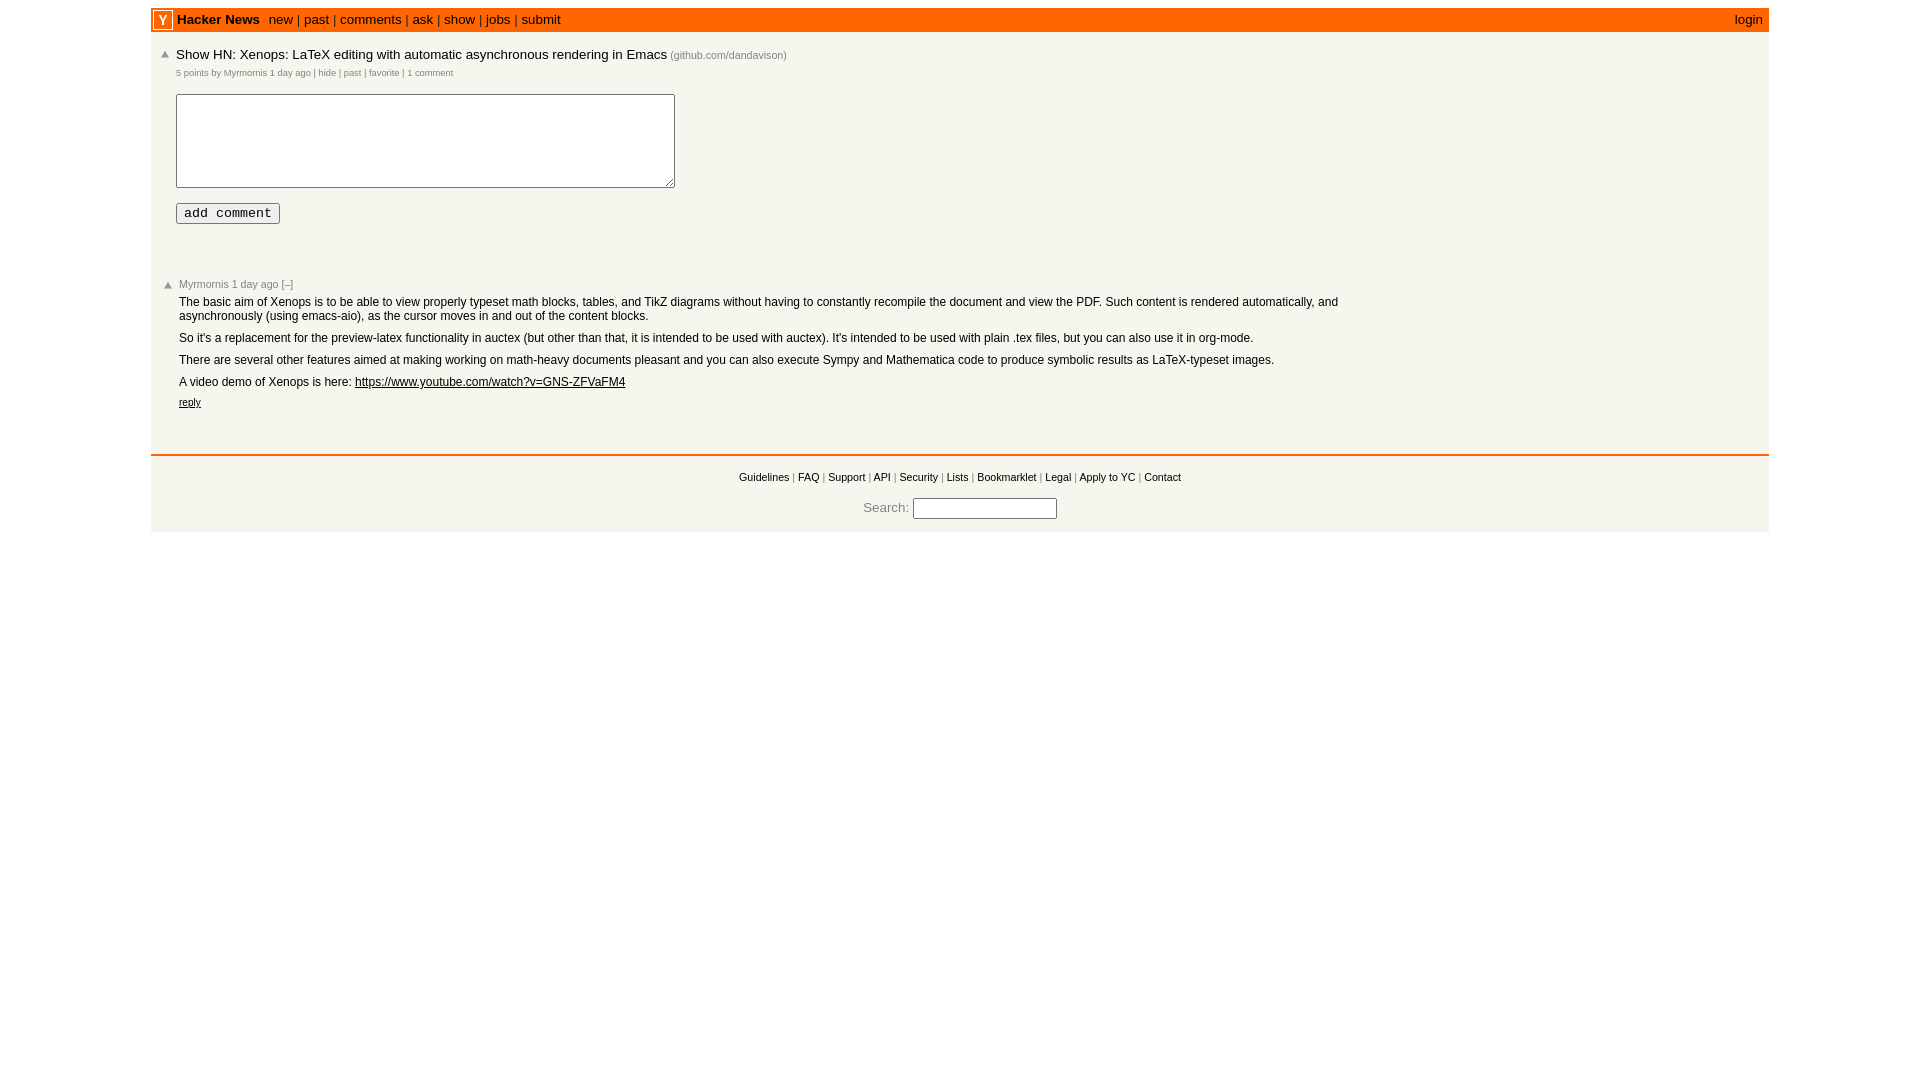 Y Hacker News new | past | comments | ask | show | jobs | submit login
Show HN: Xenops: LaTeX editing with automatic asynchronous rendering in Emacs (github.com/dandavison)
5 points by Myrmornis 1 day ago | hide | past | favorite | 1 comment
add comment
Myrmornis 1 day ago [–]
The basic aim of Xenops is to be able to view properly typeset math blocks, tables, and TikZ diagrams without having to constantly recompile the document and view the PDF. Such content is rendered automatically, and
asynchronously (using emacs-aio), as the cursor moves in and out of the content blocks.
So it's a replacement for the preview-latex functionality in auctex (but other than that, it is intended to be used with auctex). It's intended to be used with plain .tex files, but you can also use it in org-mode.
There are several other features aimed at making working on math-heavy documents pleasant and you can also execute Sympy and Mathematica code to produce symbolic results as LaTeX-typeset images.
A video demo of Xenops is here: https://www.youtube.com/watch?v=GNS-ZFVaFM4
reply
Guidelines | FAQ | Support | API | Security | Lists | Bookmarklet | Legal | Apply to YC | Contact
Search: